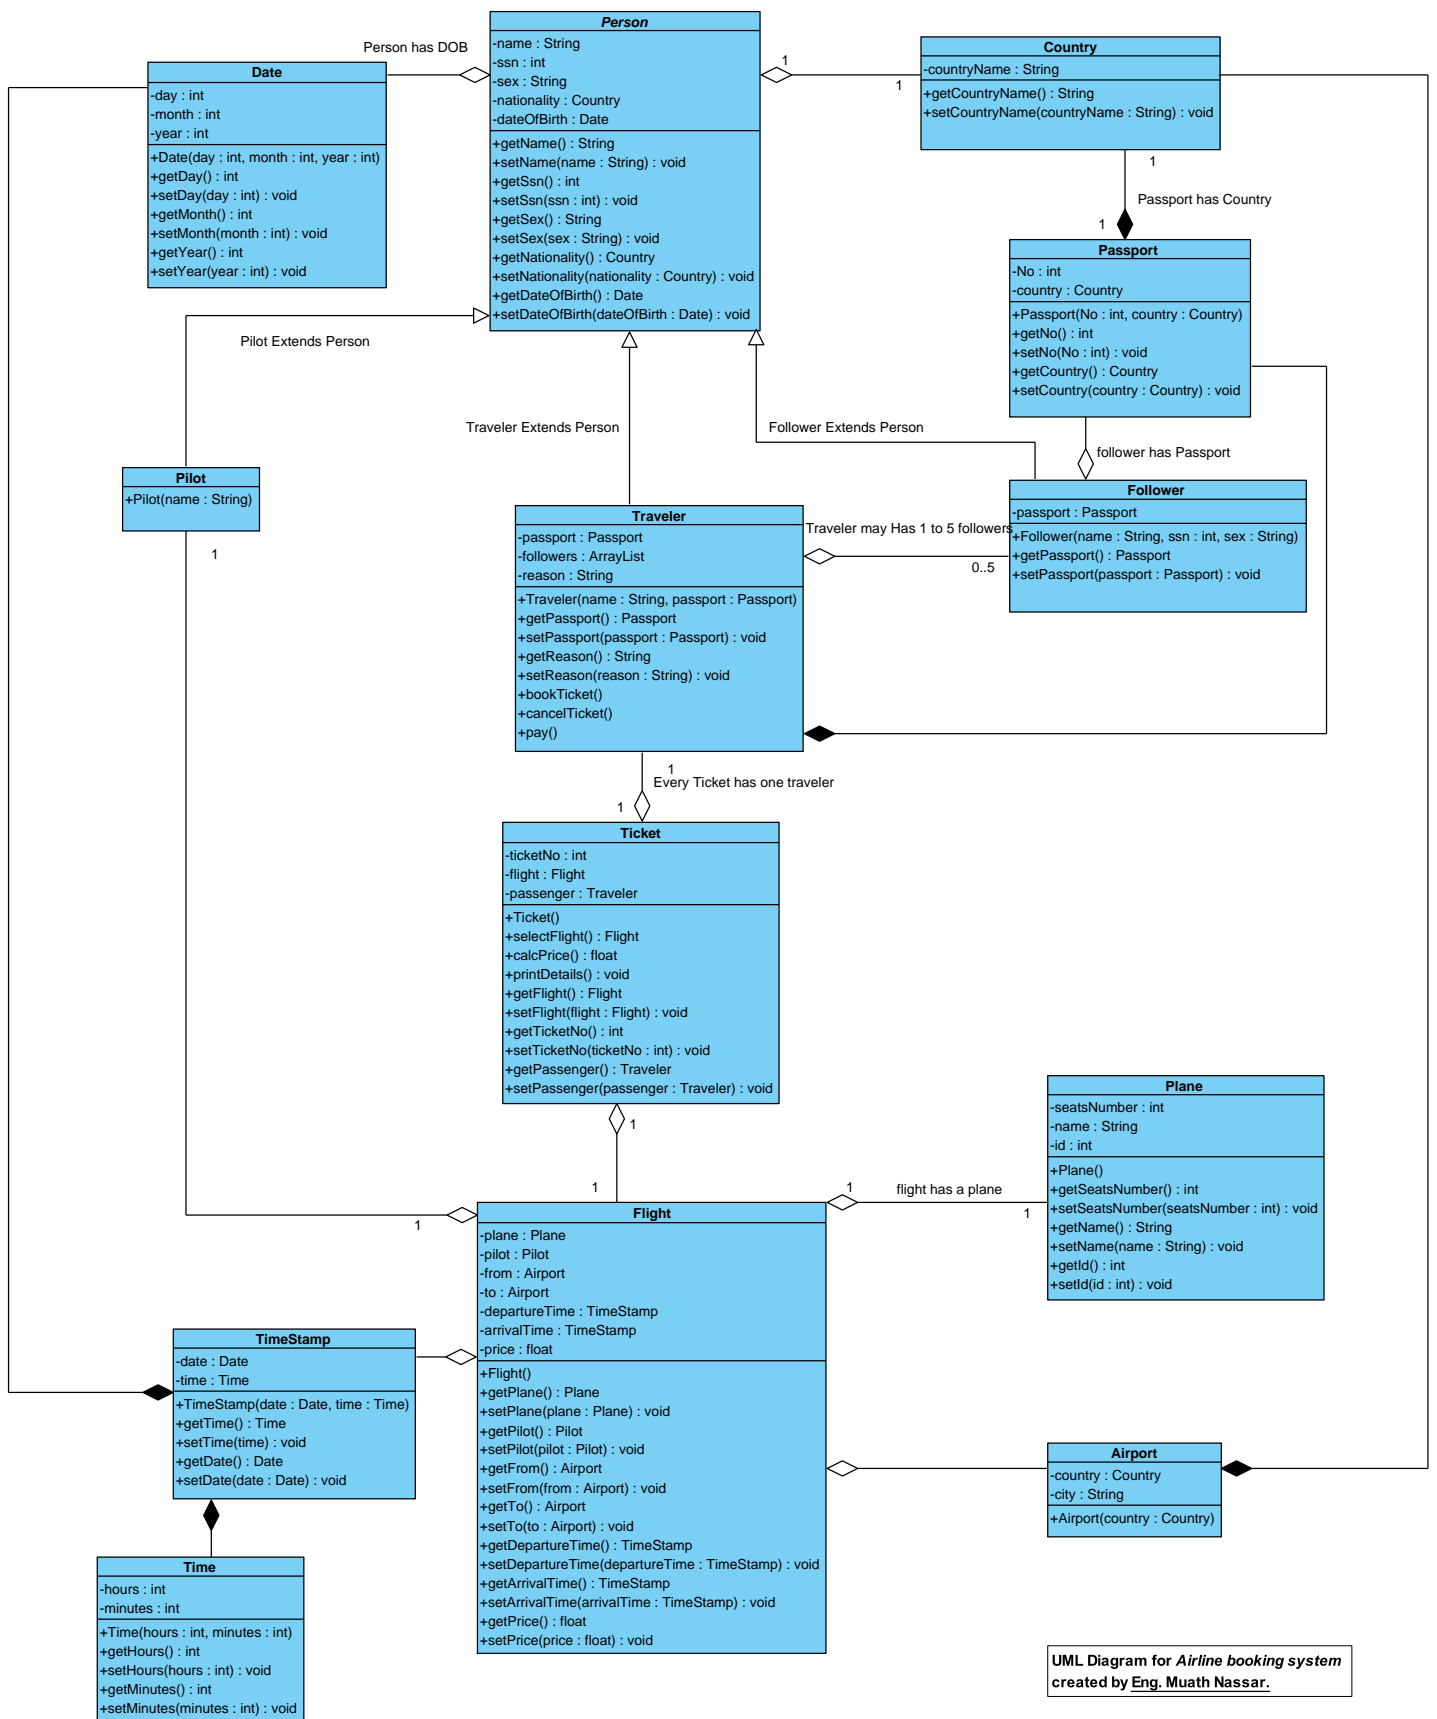 Person
-name : String
-ssn : int
-sex : String
-nationality : Country
-dateOfBirth : Date
+getName() : String
+setName(name : String) : void
+getSsn() : int
+setSsn(ssn : int) : void
+getSex() : String
+setSex(sex : String) : void
+getNationality() : Country
+setNationality(nationality : Country) : void
+getDateOfBirth() : Date
+setDateOfBirth(dateOfBirth : Date) : void
Person has DOB
Date
-day : int
-month : int
-year : int
+Date(day : int, month : int, year : int)
+getDay() : int
+setDay(day : int) : void
+getMonth() : int
+setMonth(month : int) : void
+getYear() : int
+setYear(year : int) : void
1
1
Country
-countryName : String
+getCountryName() : String
+setCountryName(countryName : String) : void
1
Passport has Country
1
Passport
-No : int
-country : Country
+Passport(No : int, country : Country)
+getNo() : int
+setNo(No : int) : void
+getCountry() : Country
+setCountry(country : Country) : void
Pilot Extends Person
Traveler Extends Person
Follower Extends Person
follower has Passport
Pilot
+Pilot(name : String)
1
Follower
-passport : Passport
+Follower(name : String, ssn : int, sex : String)
+getPassport() : Passport
+setPassport(passport : Passport) : void
Traveler may Has 1 to 5 followers
0..5
Traveler
-passport : Passport
-followers : ArrayList
-reason : String
+Traveler(name : String, passport : Passport)
+getPassport() : Passport
+setPassport(passport : Passport) : void
+getReason() : String
+setReason(reason : String) : void
+bookTicket()
+cancelTicket()
+pay()
1
Every Ticket has one traveler
1
Ticket
-ticketNo : int
-flight : Flight
-passenger : Traveler
+Ticket()
+selectFlight() : Flight
+calcPrice() : float
+printDetails() : void
+getFlight() : Flight
+setFlight(flight : Flight) : void
+getTicketNo() : int
+setTicketNo(ticketNo : int) : void
+getPassenger() : Traveler
+setPassenger(passenger : Traveler) : void
1
1
Plane
-seatsNumber : int
-name : String
-id : int
+Plane()
+getSeatsNumber() : int
+setSeatsNumber(seatsNumber : int) : void
+getName() : String
+setName(name : String) : void
+getId() : int
+setId(id : int) : void
1
flight has a plane
1
1
Flight
-plane : Plane
-pilot : Pilot
-from : Airport
-to : Airport
-departureTime : TimeStamp
-arrivalTime : TimeStamp
-price : float
+Flight()
+getPlane() : Plane
+setPlane(plane : Plane) : void
+getPilot() : Pilot
+setPilot(pilot : Pilot) : void
+getFrom() : Airport
+setFrom(from : Airport) : void
+getTo() : Airport
+setTo(to : Airport) : void
+getDepartureTime() : TimeStamp
+setDepartureTime(departureTime : TimeStamp) : void
+getArrivalTime() : TimeStamp
+setArrivalTime(arrivalTime : TimeStamp) : void
+getPrice() : float
+setPrice(price : float) : void
TimeStamp
-date : Date
-time : Time
+TimeStamp(date : Date, time : Time)
+getTime() : Time
+setTime(time) : void
+getDate() : Date
+setDate(date : Date) : void
Time
-hours : int
-minutes : int
+Time(hours : int, minutes : int)
+getHours() : int
+setHours(hours : int) : void
+getMinutes() : int
+setMinutes(minutes : int) : void
Airport
-country : Country
-city : String
+Airport(country : Country)
UML Diagram for Airline booking system
created by Eng. Muath Nassar.